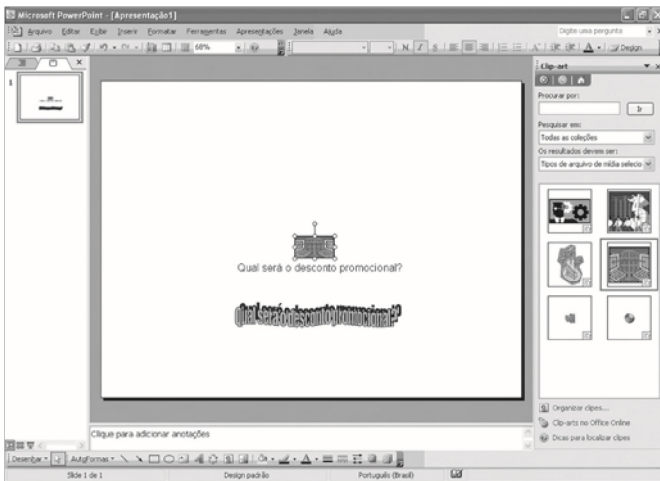 Microsoft PowerPoint - [Apresentação1]
Arquivo Editar Exibir Inserir Formatar Ferramentas Apresentações Janela Ajuda
Digite uma pergunta
68%
N I S
Design
Clip-art
1
Procurar por:
Ir
Pesquisar em:
Todas as coleções
Os resultados devem ser:
Tipos de arquivo de mídia selecio
Qual será o desconto promocional?
Qual será o desconto promocional?
Organizar clipes...
Clip-arts no Office Online
Dicas para localizar clipes
Clique para adicionar anotações
Desenhar AutoFormas
Slide 1 de 1
Design padrão
Português (Brasil)